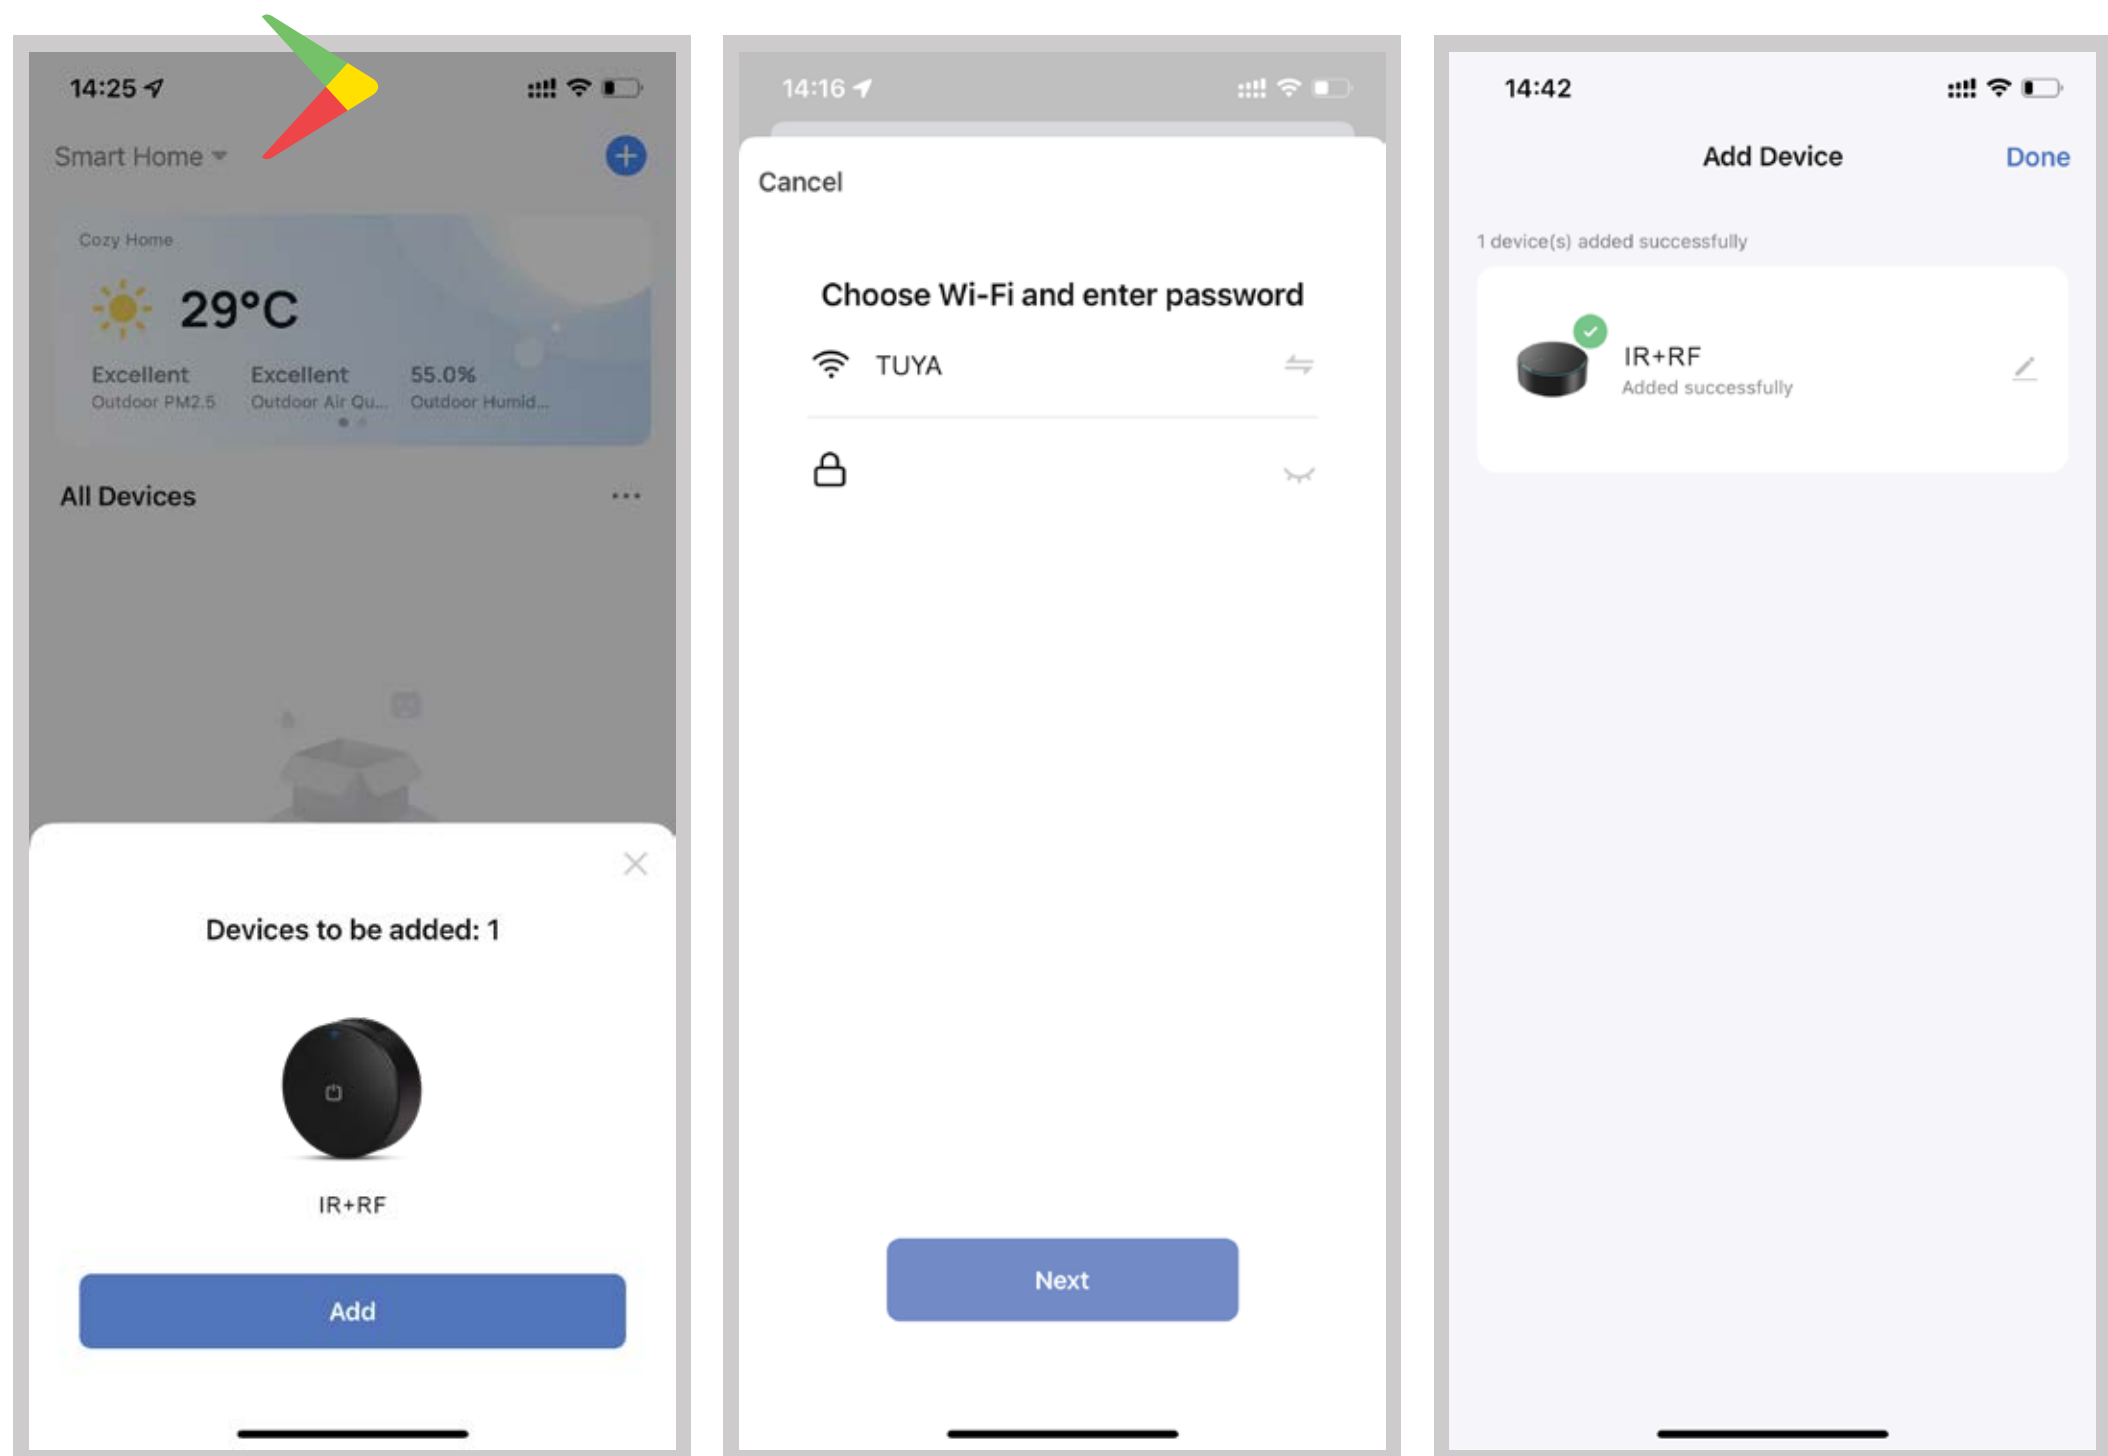 14:25
Smart Home
Cozy Home
29°C
Excellent Excellent 55.0%
Outdoor PM2.5 Outdoor Air Qu... Outdoor Humid...
All Devices
Devices to be added: 1
IR+RF
Add
14:16
Cancel
Choose Wi-Fi and enter password
TUYA
Next
14:42
Add Device Done
1 device(s) added successfully
IR+RF
Added successfully